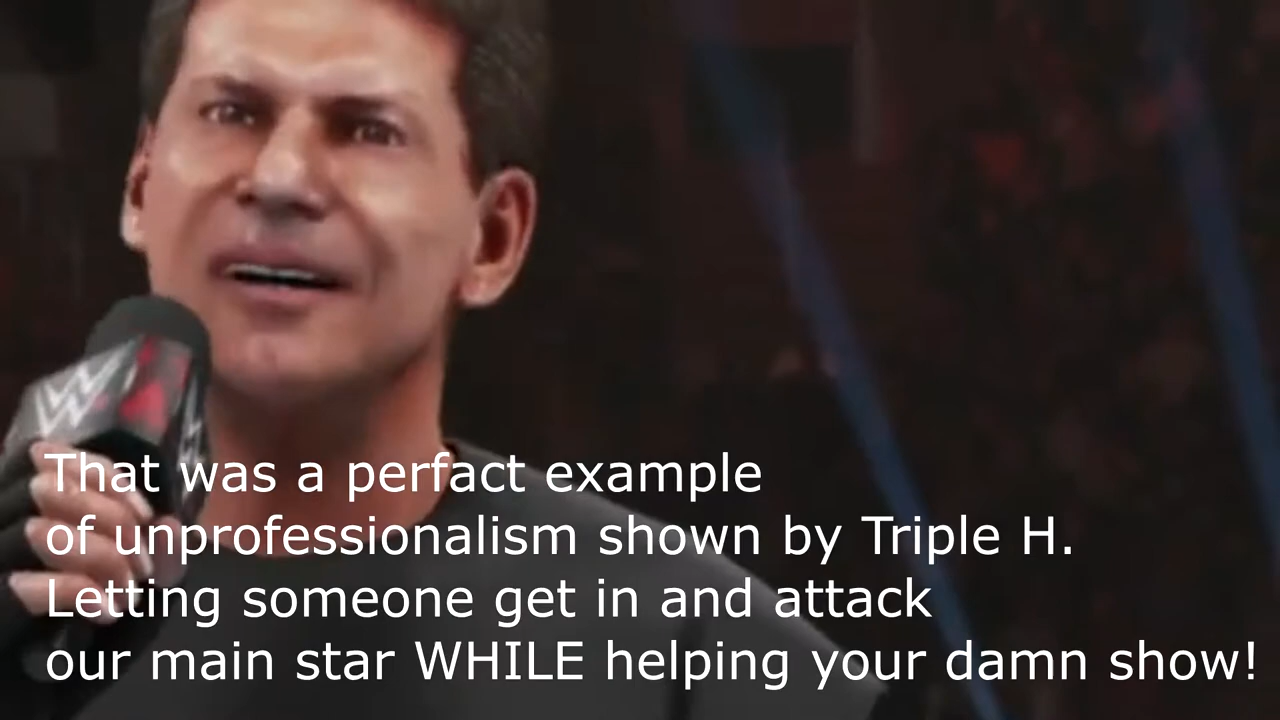 That was a perfact example
of unprofessionalism shown by Triple H.
Letting someone get in and attack
our main star WHILE helping your damn show!